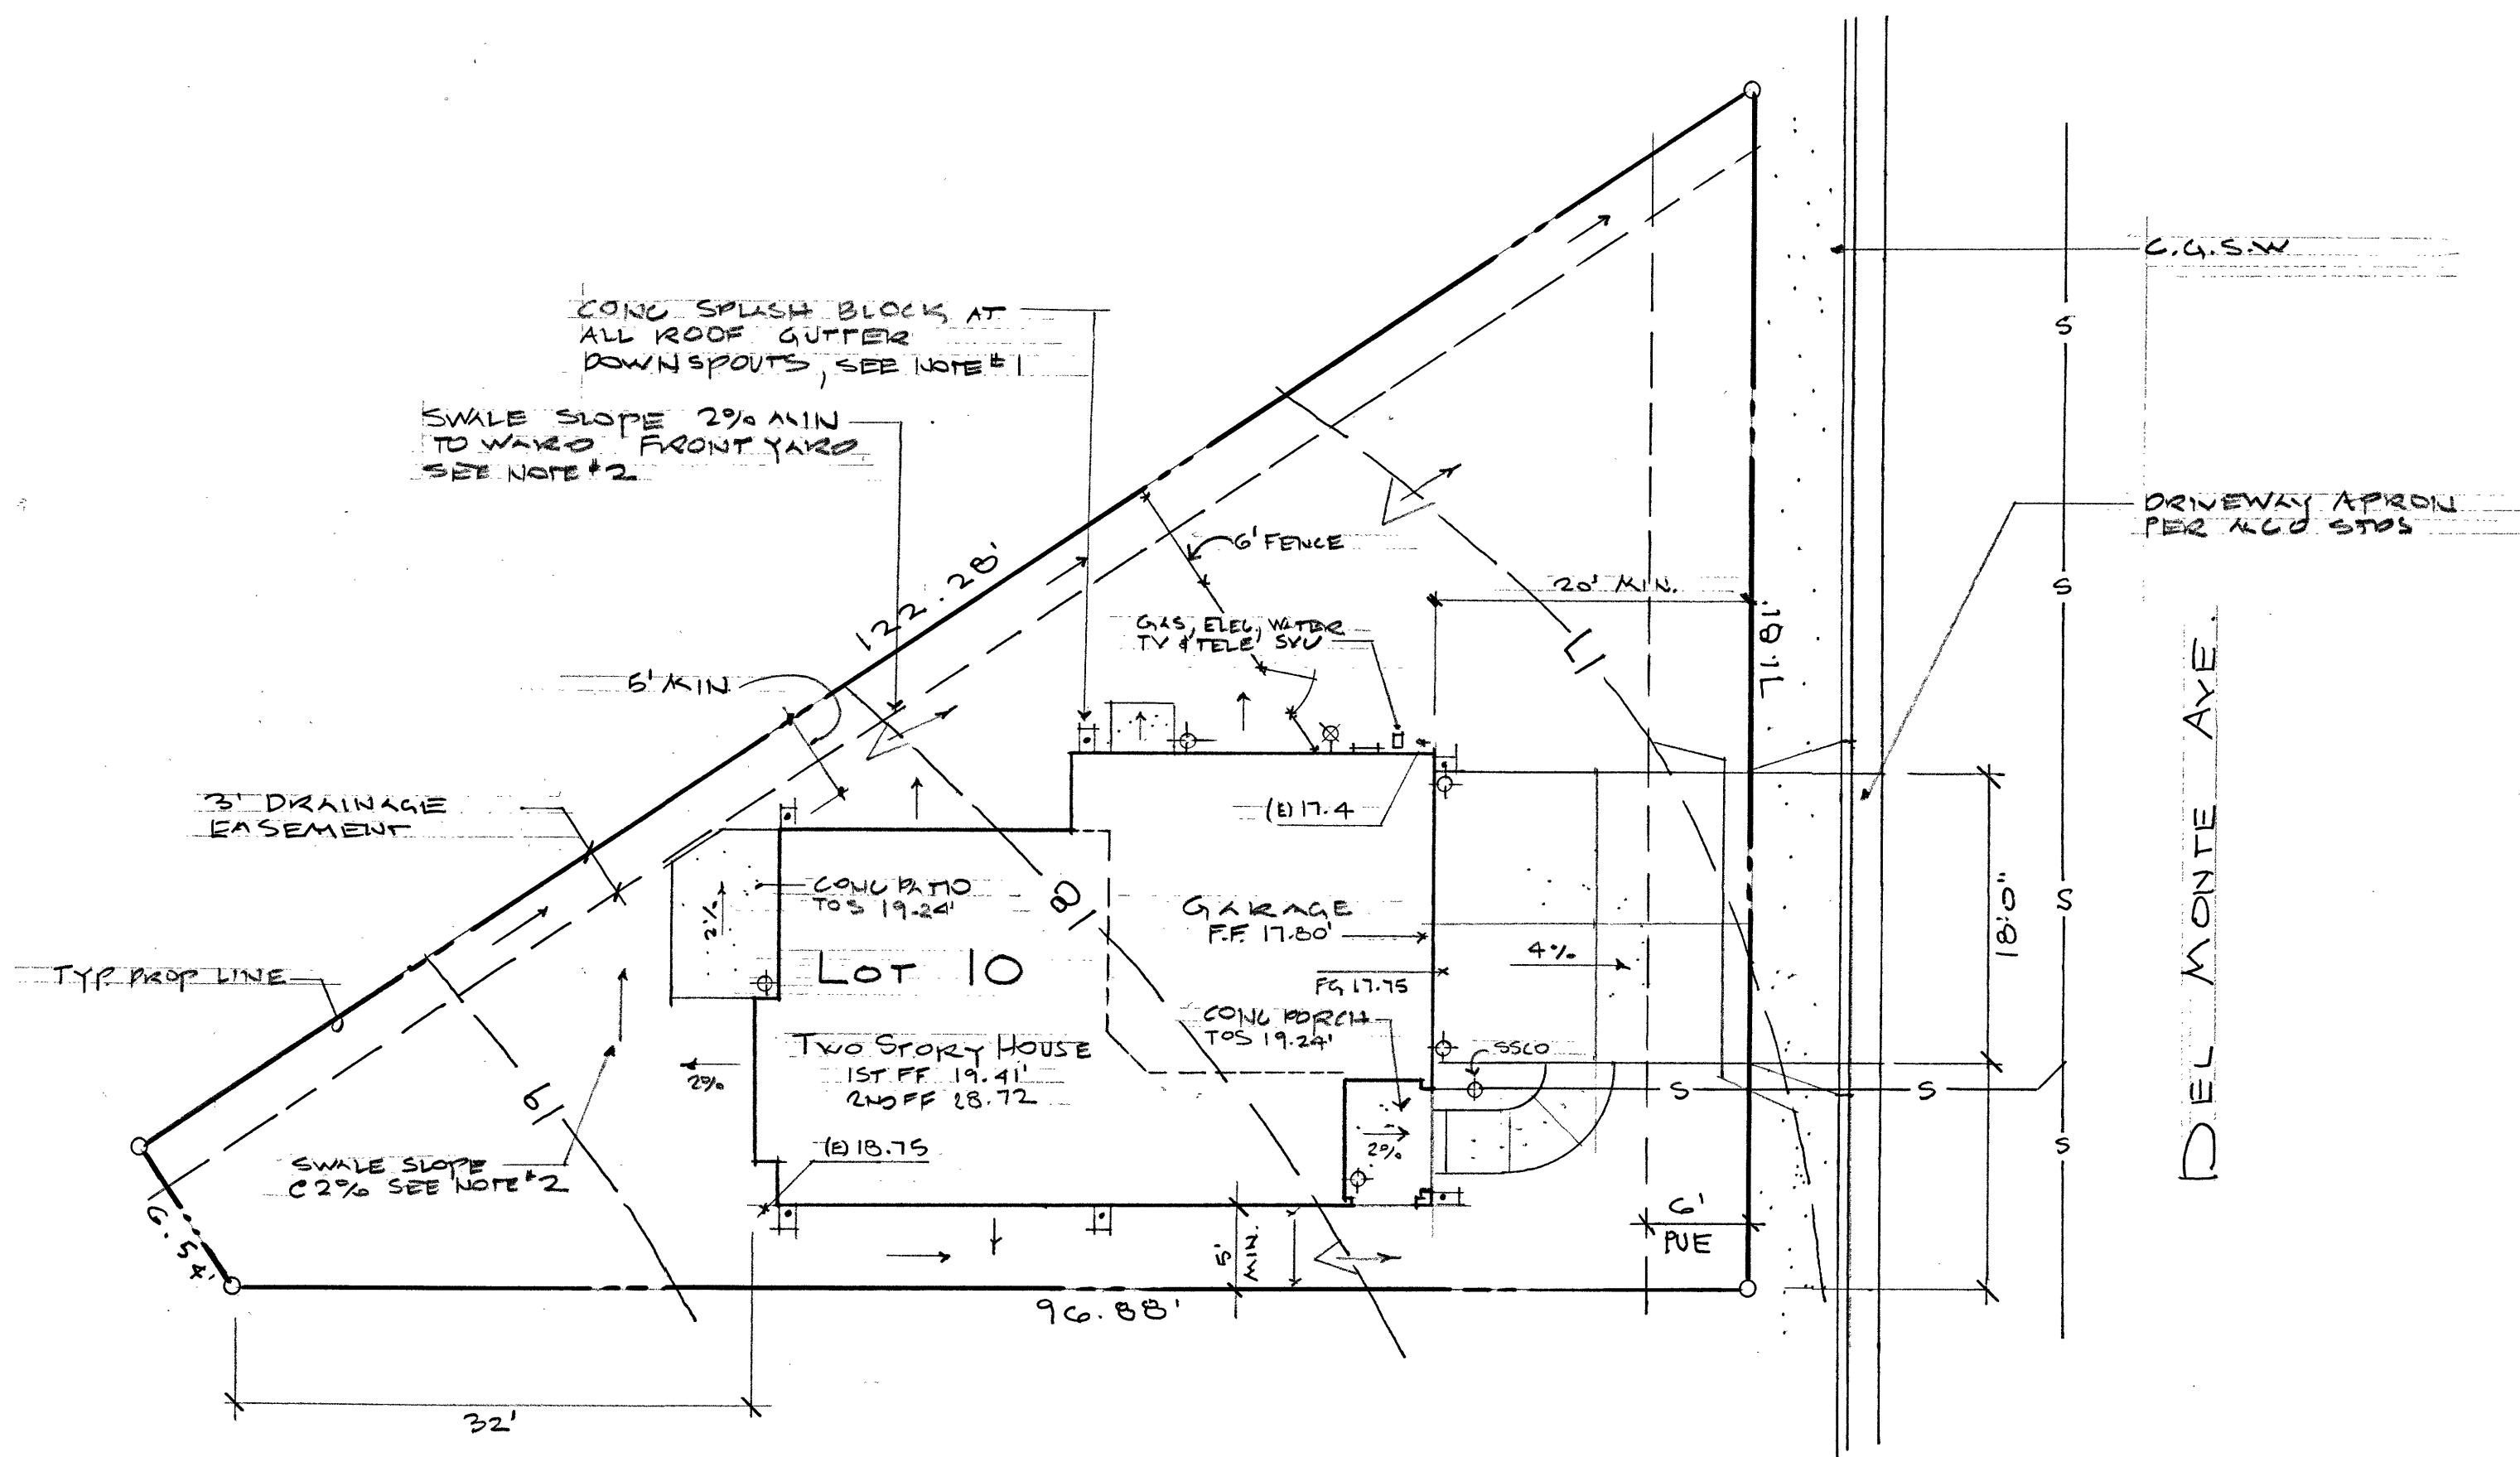 C.G.S.W
CONC SPLASH BLOCK AT
ALL ROOF GUTTER
DOWNSPOUTS, SEE NOTE #1
SWALE SLOPE 2% MIN
TOWARD FRONT YARD
SEE NOTE #2
DRIVEWAY APRON
PER STDS
6' FENCE
122.28'
20' MIN.
GAS, ELEC, WATER
TV & TELE SVC
71.81'
17
5' MIN
3' DRAINAGE
EASEMENT
(E) 17.4
CONC PATIO
TOS 19.24'
2%
18
GARAGE
F.F. 17.80'
18'0"
DEL MONTE AVE.
LOT 10
4%
TYP. PROP LINE
FG 17.75
CONC PORCH
TOS 19.24'
TWO STORY HOUSE
1ST FF 19.41'
2ND FF 28.72
SSCO
2%
19
2%
(E) 18.75
SWALE SLOPE
@ 2% SEE NOTE #2
6'
PUE
5'
MIN.
96.88'
32'
S
S
S
S
S
S